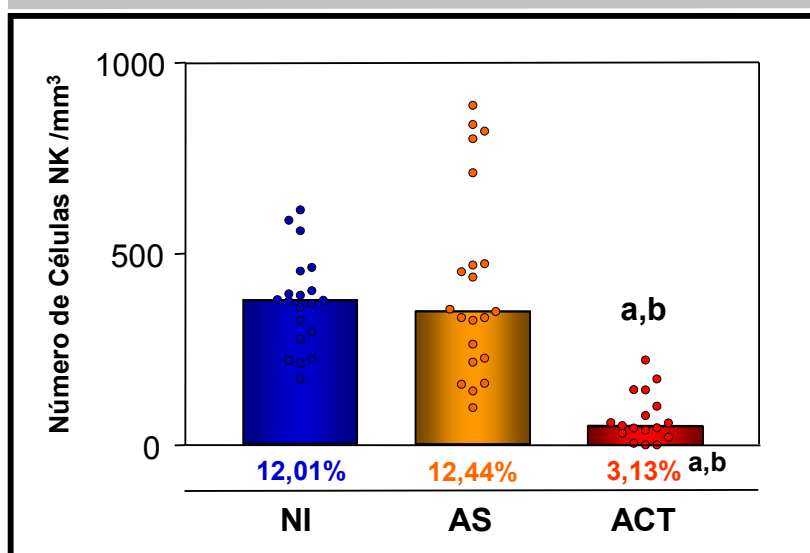 Número de Células NK /mm³
1000
500
0
a,b
12,01% 12,44% 3,13% a,b
NI AS ACT